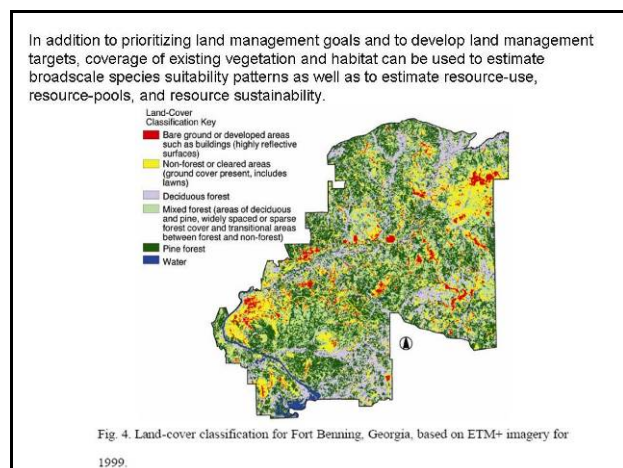 In addition to prioritizing land management goals and to develop land management
targets, coverage of existing vegetation and habitat can be used to estimate
broadscale species suitability patterns as well as to estimate resource-use,
resource-pools, and resource sustainability.
Land-Cover
Classification Key
Bare ground or developed areas
such as buildings (highly reflective
surfaces)
Non-forest or cleared areas
(ground cover present, includes
lawns)
Deciduous forest
Mixed forest (areas of deciduous
and pine, widely spaced or sparse
forest cover and transitional areas
between forest and non-forest)
Pine forest
Water
Fig. 4. Land-cover classification for Fort Benning, Georgia, based on ETM+ imagery for
1999.